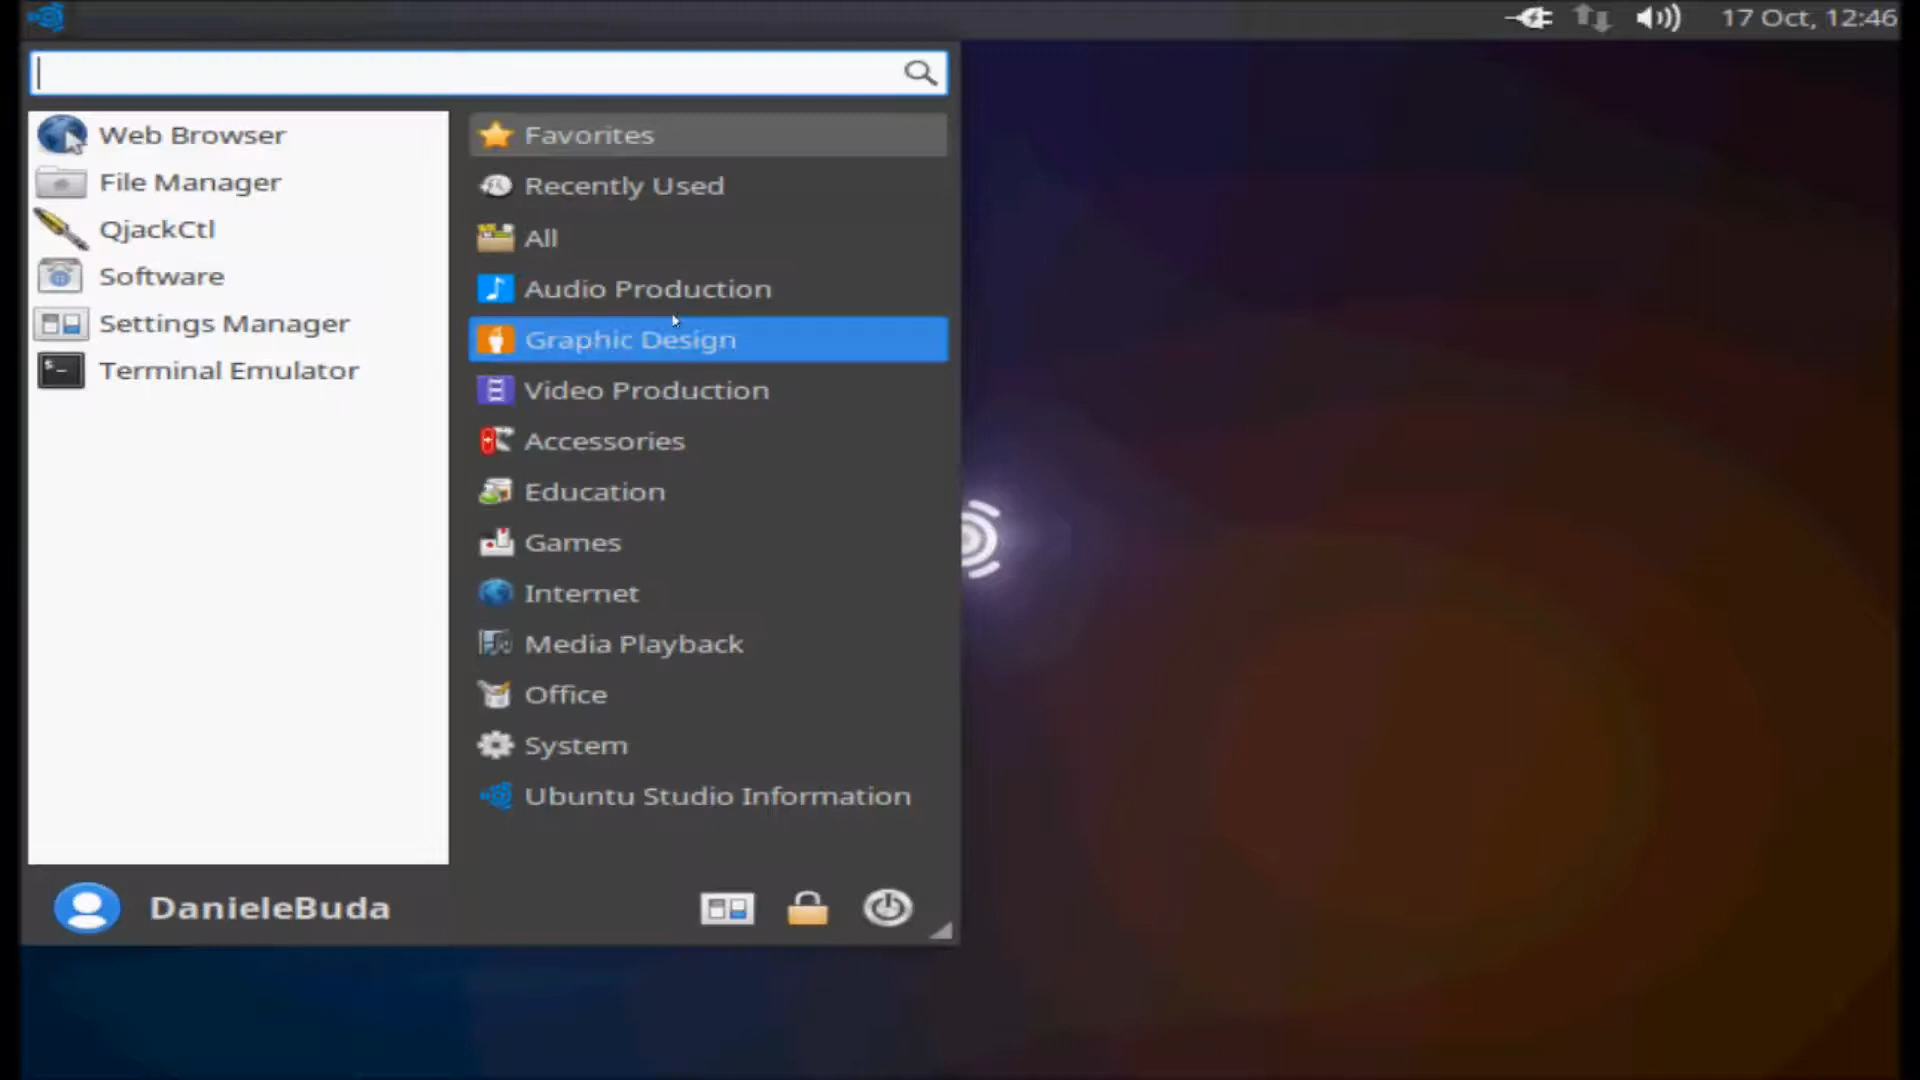 17 Oct, 12:46
Web Browser
File Manager
QjackCtl
Software
Settings Manager
Terminal Emulator
Favorites
Recently Used
All
Audio Production
Graphic Design
Video Production
Accessories
Education
Games
Internet
Media Playback
Office
System
Ubuntu Studio Information
DanieleBuda